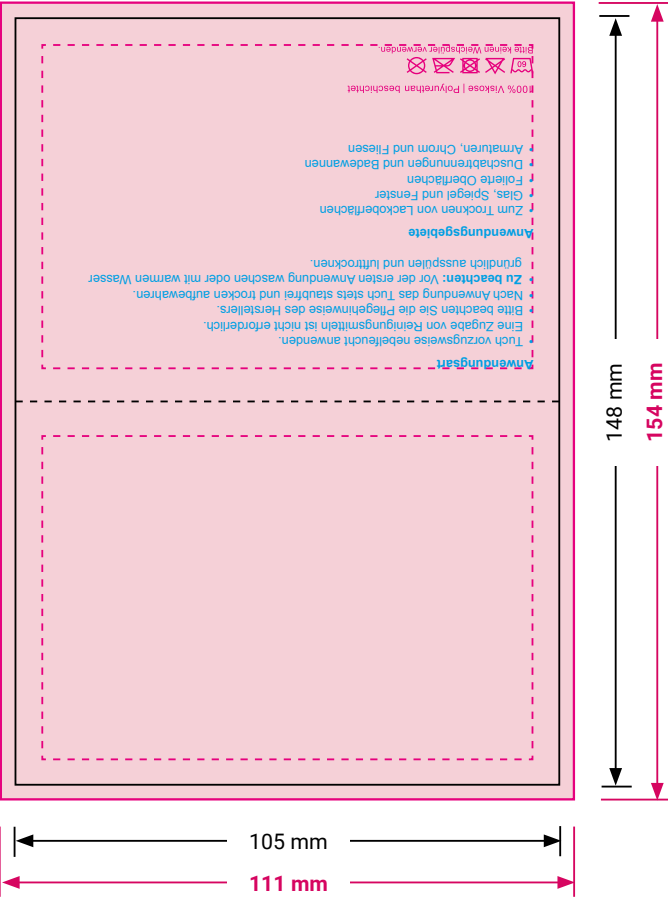 Anwendungsart
• Tuch vorzugsweise nebelfeucht anwenden.
Eine Zugabe von Reinigungsmitteln ist nicht erforderlich.
• Bitte beachten Sie die Pflegehinweise des Herstellers.
• Nach Anwendung das Tuch stets staubfrei und trocken aufbewahren.
• Zu beachten: Vor der ersten Anwendung waschen oder mit warmen Wasser
gründlich ausspülen und lufttrocknen.
Anwendungsgebiete
• Zum Trocknen von Lackoberflächen
• Glas, Spiegel und Fenster
• Folierte Oberflächen
• Duschabtrennungen und Badewannen
• Armaturen, Chrom und Fliesen
100% Viskose | Polyurethan beschichtet
60
Bitte keinen Weichspüler verwenden.
148 mm
154 mm
105 mm
111 mm